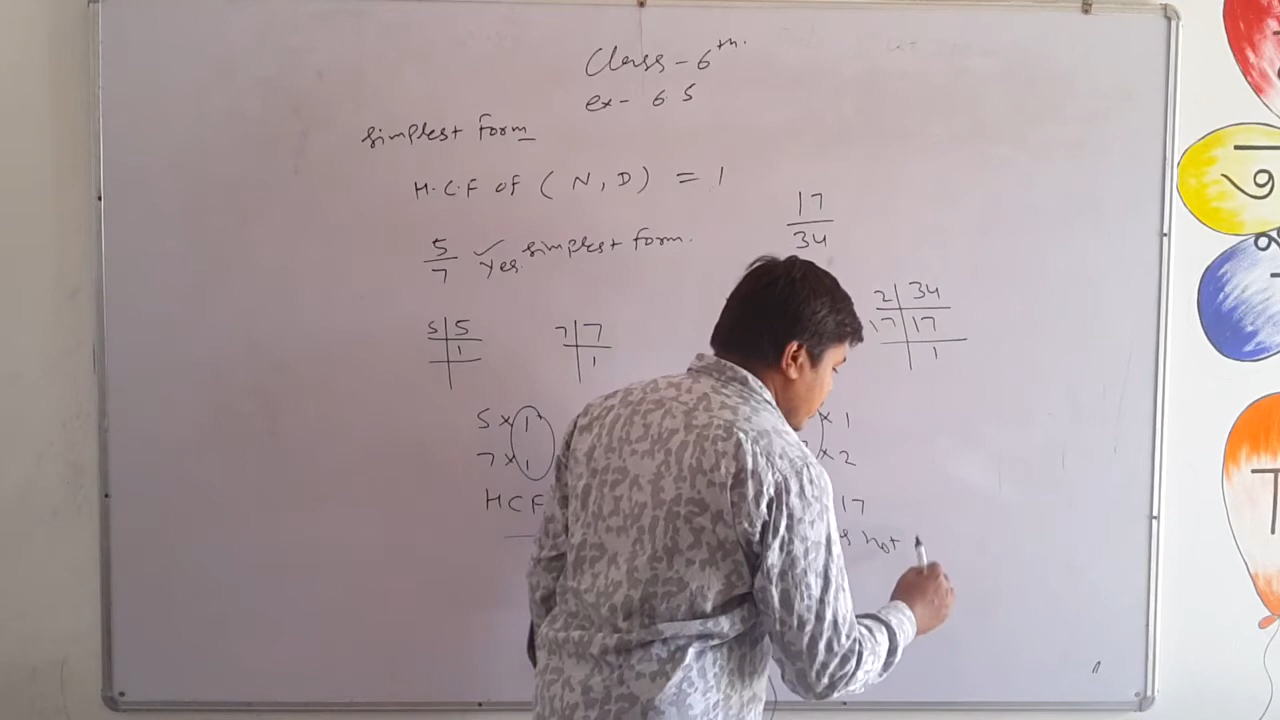 Class - 6th.
ex - 6.5
simplest form
H.C.F OF (N, D) = 1
5/7 ✓ Yes. simplest form.
17/34
5 | 5
1
7 | 7
1
2 | 34
17 | 17
1
5 × 1
7 × 1
HCF
× 1
× 2
17
not